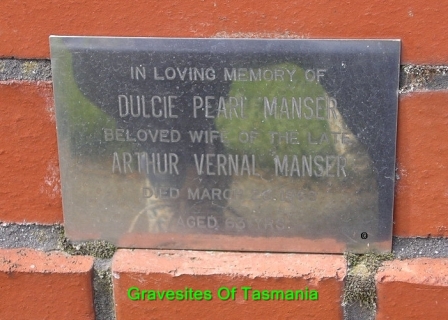 IN LOVING MEMORY OF
DULCIE PEARL MANSER
BELOVED WIFE OF THE LATE
ARTHUR VERNAL MANSER
DIED MARCH
AGED
Gravesites Of Tasmania